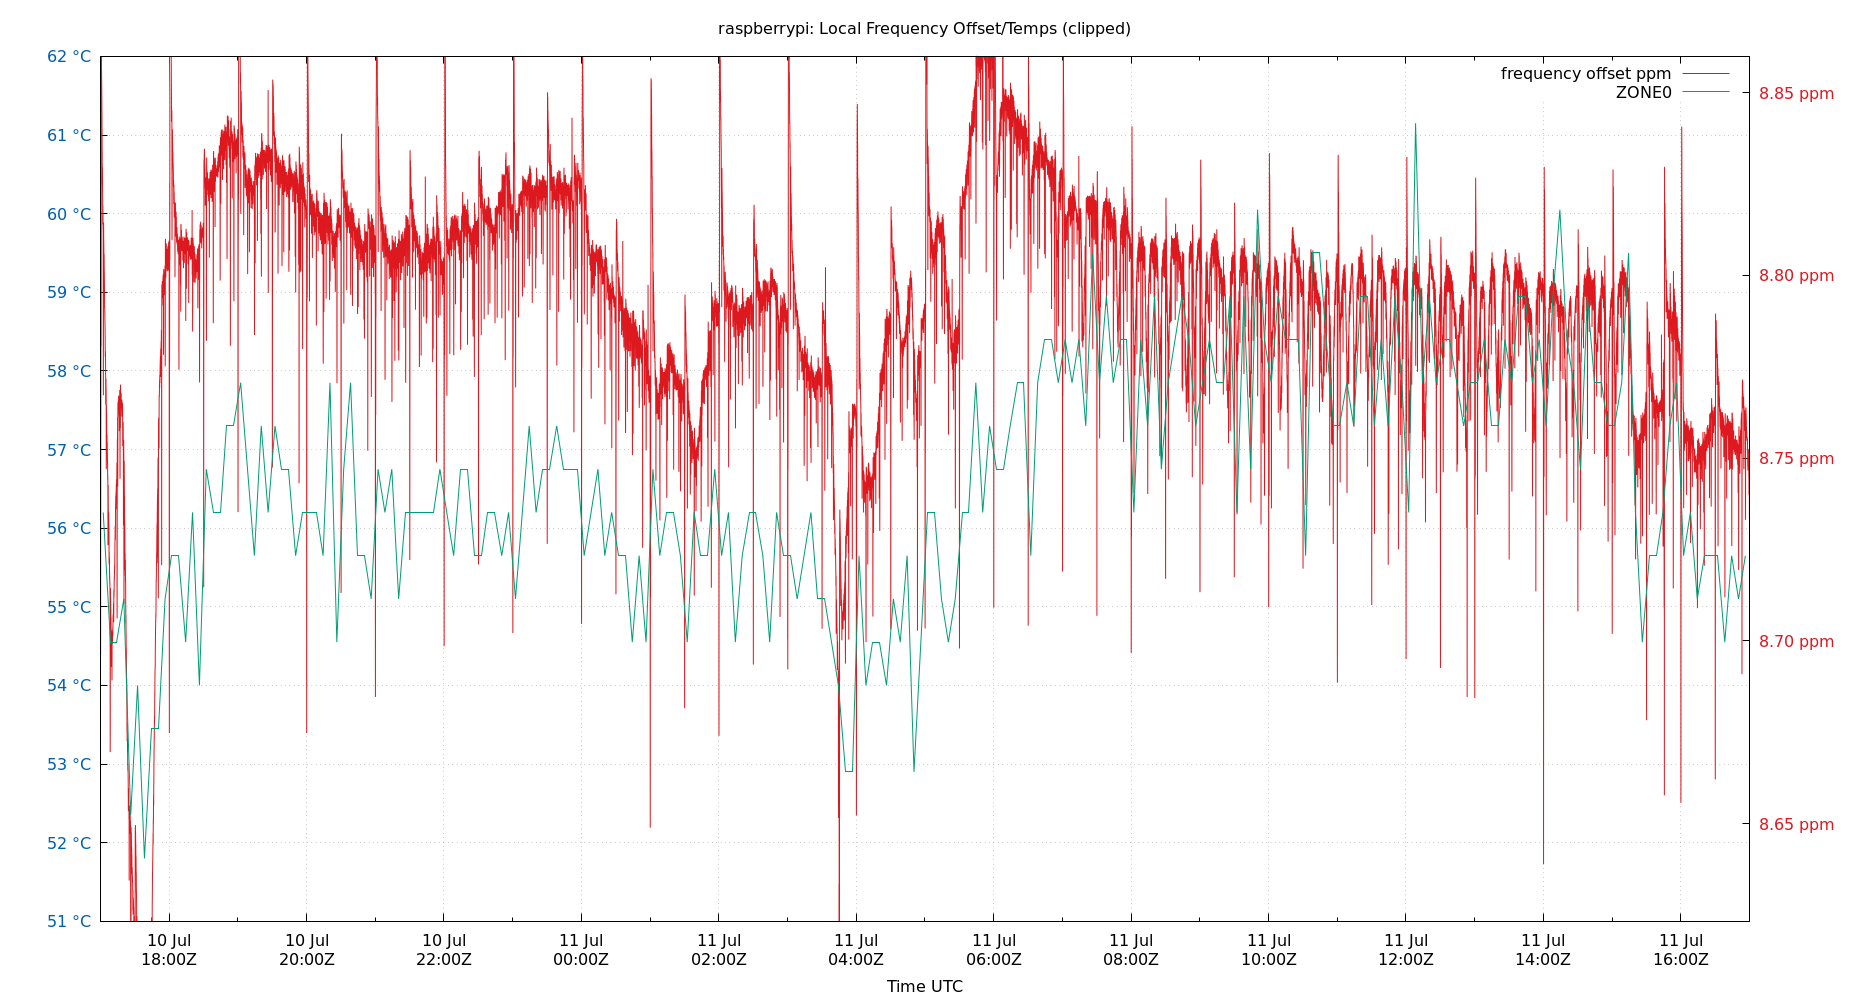 raspberrypi: Local Frequency Offset/Temps (clipped)
frequency offset ppm
ZONE0
62 °C
61 °C
60 °C
59 °C
58 °C
57 °C
56 °C
55 °C
54 °C
53 °C
52 °C
51 °C
8.85 ppm
8.80 ppm
8.75 ppm
8.70 ppm
8.65 ppm
10 Jul 10 Jul 10 Jul 11 Jul 11 Jul 11 Jul 11 Jul 11 Jul 11 Jul 11 Jul 11 Jul 11 Jul
18:00Z 20:00Z 22:00Z 00:00Z 02:00Z 04:00Z 06:00Z 08:00Z 10:00Z 12:00Z 14:00Z 16:00Z
Time UTC